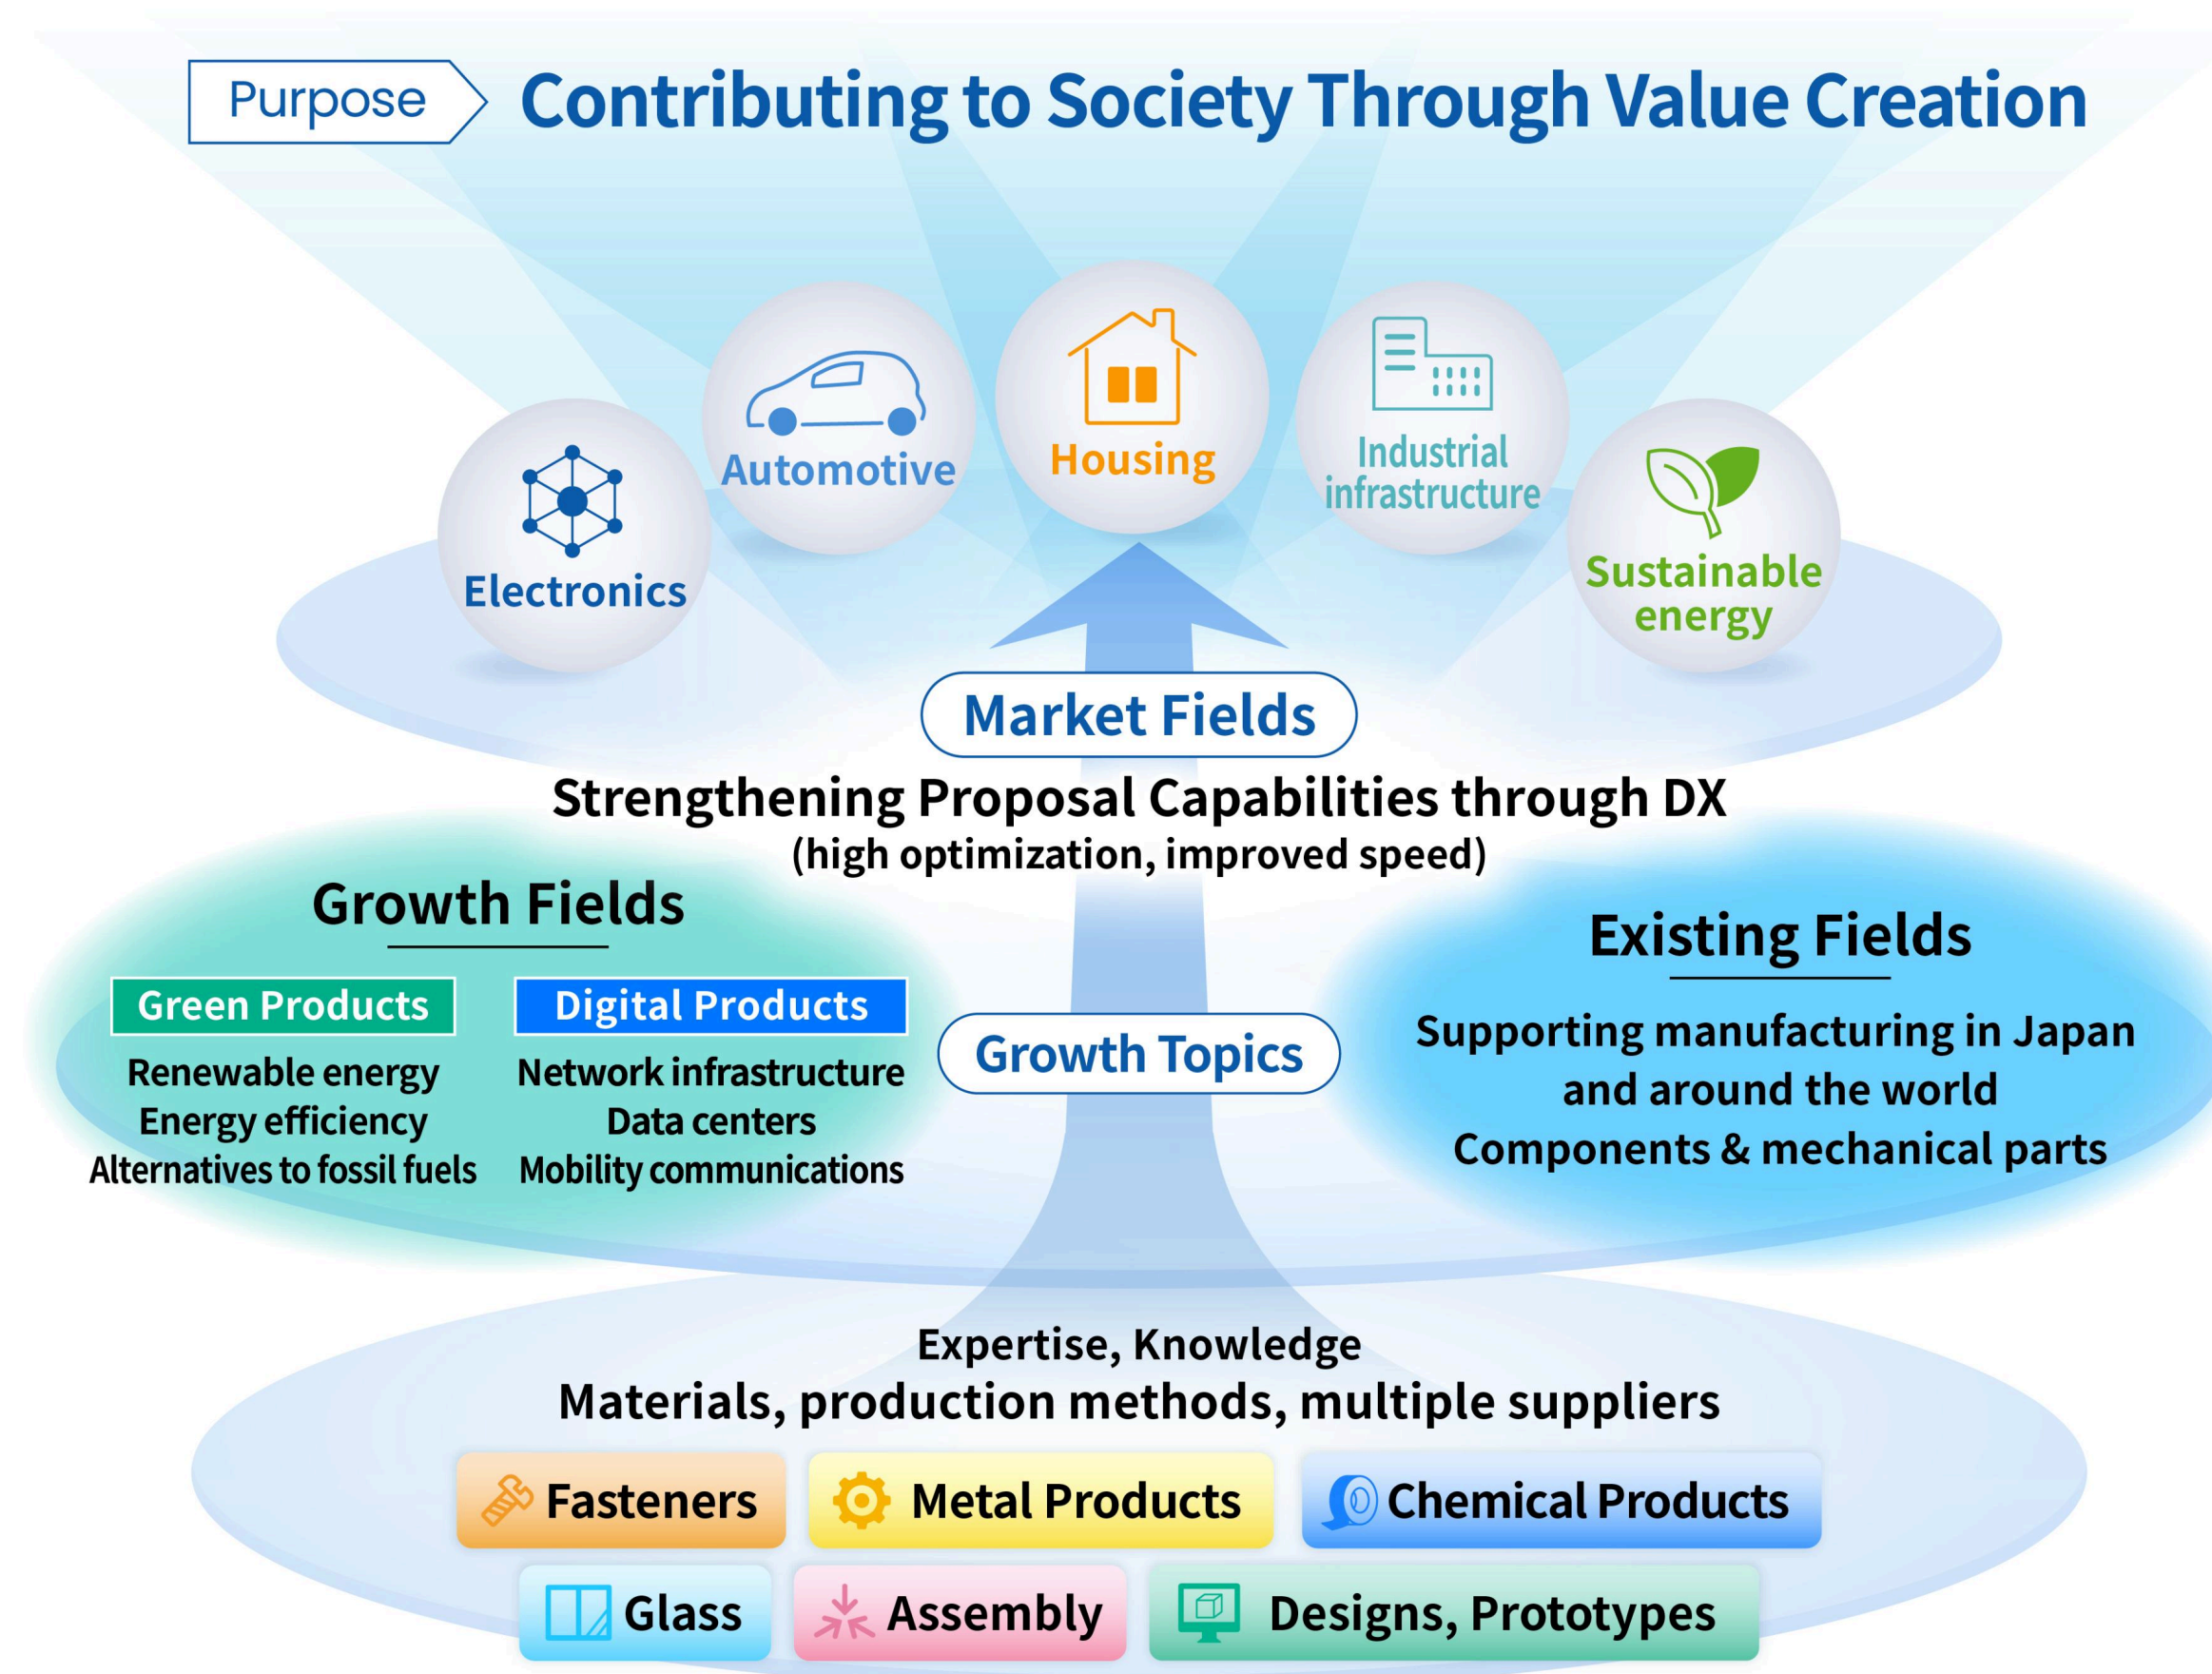 Purpose
Contributing to Society Through Value Creation
Electronics
Automotive
Housing
Industrial
infrastructure
Sustainable
energy
Market Fields
Strengthening Proposal Capabilities through DX
(high optimization, improved speed)
Growth Fields
Green Products
Renewable energy
Energy efficiency
Alternatives to fossil fuels
Digital Products
Network infrastructure
Data centers
Mobility communications
Growth Topics
Existing Fields
Supporting manufacturing in Japan
and around the world
Components & mechanical parts
Expertise, Knowledge
Materials, production methods, multiple suppliers
Fasteners
Metal Products
Chemical Products
Glass
Assembly
Designs, Prototypes